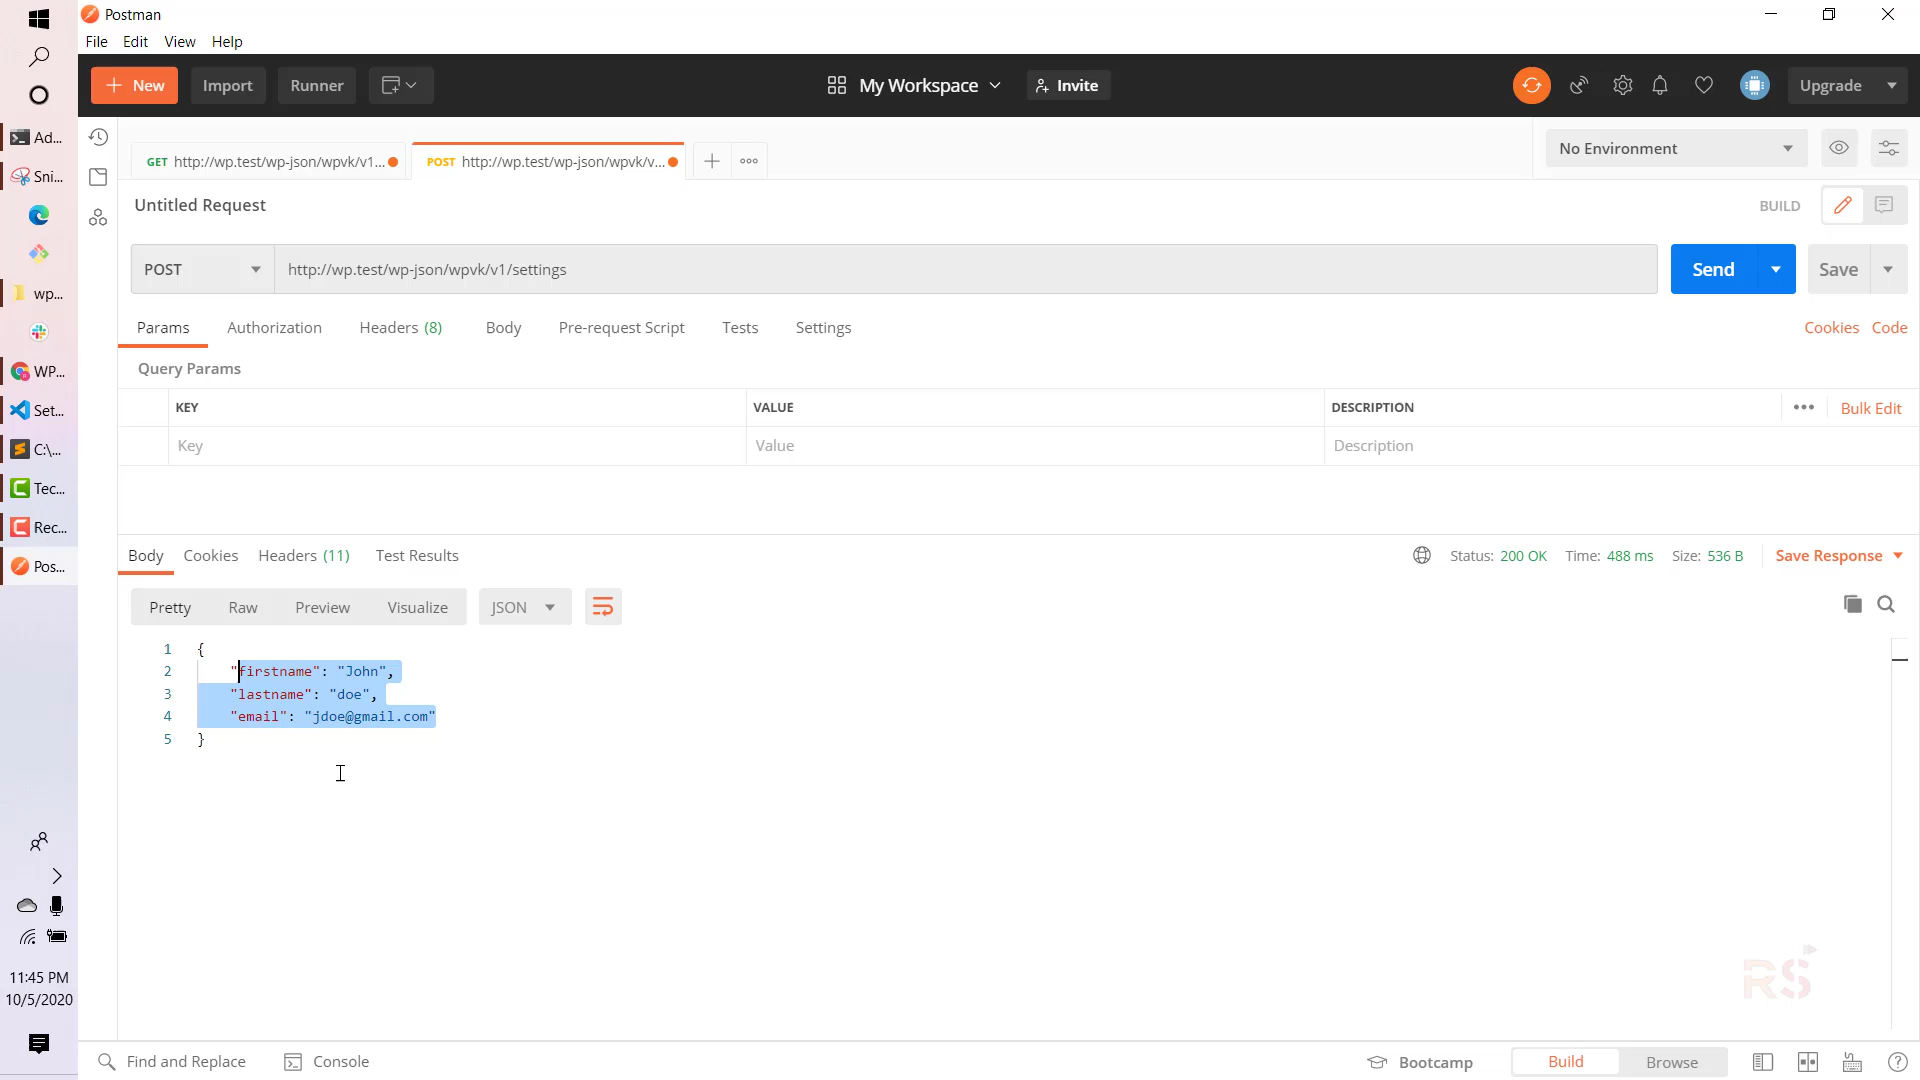 Postman
File Edit View Help
New Import Runner My Workspace Invite Upgrade
Ad...
Sni...
wp...
WP...
Set...
C:\...
Tec...
Rec...
Pos...
11:45 PM
10/5/2020
GET http://wp.test/wp-json/wpvk/v1... POST http://wp.test/wp-json/wpvk/v... No Environment
Untitled Request BUILD
POST http://wp.test/wp-json/wpvk/v1/settings Send Save
Params Authorization Headers (8) Body Pre-request Script Tests Settings Cookies Code
Query Params
KEY VALUE DESCRIPTION Bulk Edit
Key Value Description
Body Cookies Headers (11) Test Results Status: 200 OK Time: 488 ms Size: 536 B Save Response
Pretty Raw Preview Visualize JSON
1 {
2 "firstname": "John",
3 "lastname": "doe",
4 "email": "jdoe@gmail.com"
5 }
RS
Find and Replace Console Bootcamp Build Browse